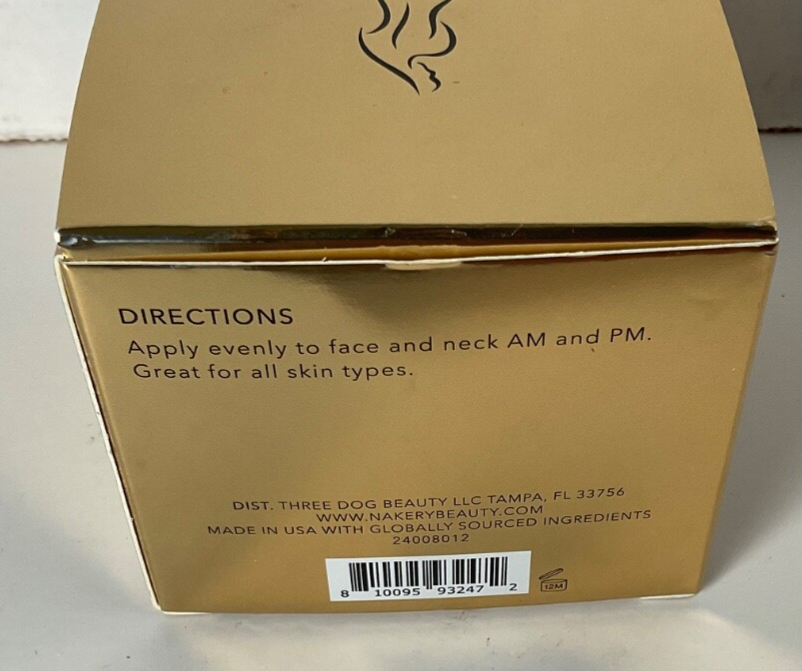 DIRECTIONS
Apply evenly to face and neck AM and PM.
Great for all skin types.
DIST. THREE DOG BEAUTY LLC TAMPA, FL 33756
WWW.NAKERYBEAUTY.COM
MADE IN USA WITH GLOBALLY SOURCED INGREDIENTS
24008012
8 10095 93247 2
12M